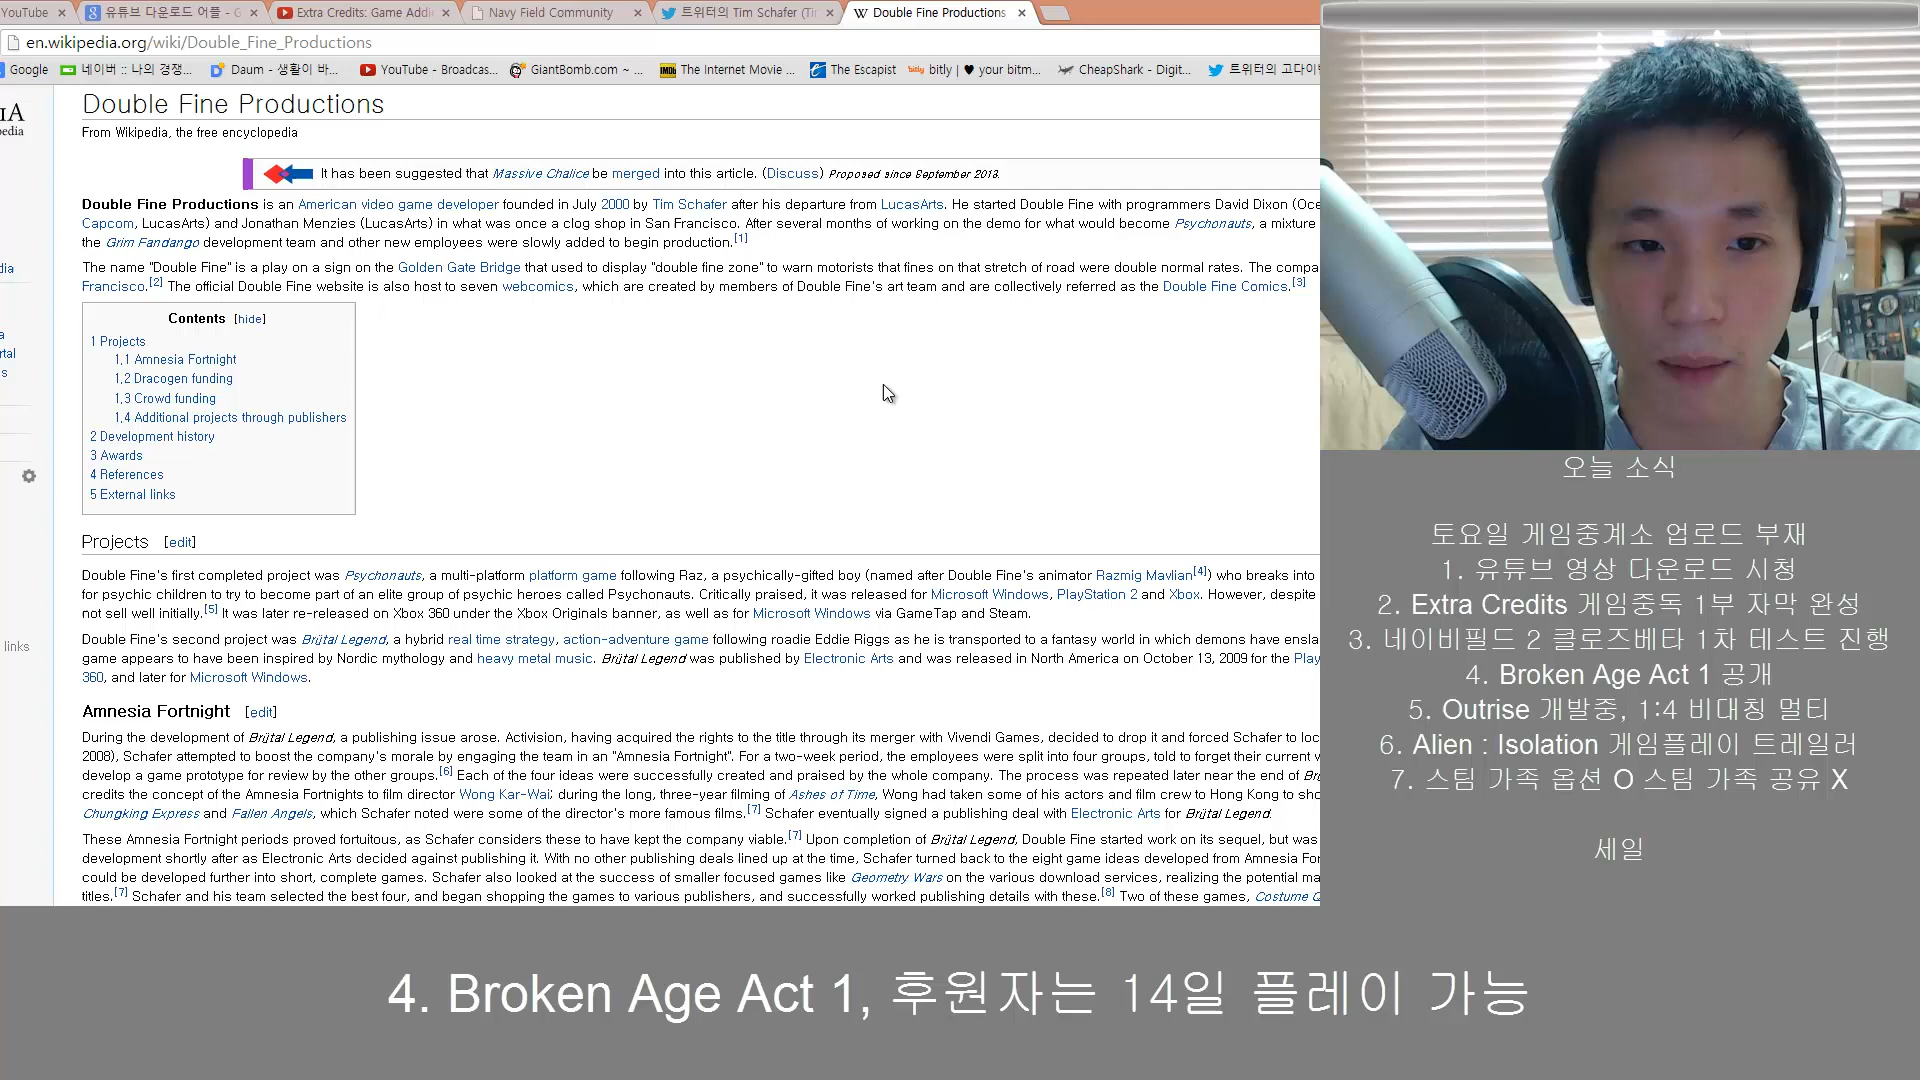 YouTube
유튜브 다운로드 어플 - G
Extra Credits: Game Addi
Navy Field Community
트위터의 Tim Schafer (Ti
Double Fine Productions
en.wikipedia.org/wiki/Double_Fine_Productions
Google
네이버 :: 나의 경쟁...
Daum - 생활이 바...
YouTube - Broadcas...
GiantBomb.com ~ ...
The Internet Movie ...
The Escapist
bitly | ♥ your bitm...
CheapShark - Digit...
트위터의 고다이
IA
pedia
Double Fine Productions
From Wikipedia, the free encyclopedia
It has been suggested that Massive Chalice be merged into this article. (Discuss) Proposed since September 2013.
Double Fine Productions is an American video game developer founded in July 2000 by Tim Schafer after his departure from LucasArts. He started Double Fine with programmers David Dixon (Oce
Capcom, LucasArts) and Jonathan Menzies (LucasArts) in what was once a clog shop in San Francisco. After several months of working on the demo for what would become Psychonauts, a mixture
the Grim Fandango development team and other new employees were slowly added to begin production.[1]
The name "Double Fine" is a play on a sign on the Golden Gate Bridge that used to display "double fine zone" to warn motorists that fines on that stretch of road were double normal rates. The compa
Francisco.[2] The official Double Fine website is also host to seven webcomics, which are created by members of Double Fine's art team and are collectively referred as the Double Fine Comics.[3]
dia
a
rtal
s
links
Contents [hide]
1 Projects
1.1 Amnesia Fortnight
1.2 Dracogen funding
1.3 Crowd funding
1.4 Additional projects through publishers
2 Development history
3 Awards
4 References
5 External links
Projects [edit]
Double Fine's first completed project was Psychonauts, a multi-platform platform game following Raz, a psychically-gifted boy (named after Double Fine's animator Razmig Mavlian[4]) who breaks into
for psychic children to try to become part of an elite group of psychic heroes called Psychonauts. Critically praised, it was released for Microsoft Windows, PlayStation 2 and Xbox. However, despite
not sell well initially.[5] It was later re-released on Xbox 360 under the Xbox Originals banner, as well as for Microsoft Windows via GameTap and Steam.
Double Fine's second project was Brütal Legend, a hybrid real time strategy, action-adventure game following roadie Eddie Riggs as he is transported to a fantasy world in which demons have ensla
game appears to have been inspired by Nordic mythology and heavy metal music. Brütal Legend was published by Electronic Arts and was released in North America on October 13, 2009 for the Play
360, and later for Microsoft Windows.
Amnesia Fortnight [edit]
During the development of Brütal Legend, a publishing issue arose. Activision, having acquired the rights to the title through its merger with Vivendi Games, decided to drop it and forced Schafer to loc
2008), Schafer attempted to boost the company's morale by engaging the team in an "Amnesia Fortnight". For a two-week period, the employees were split into four groups, told to forget their current w
develop a game prototype for review by the other groups.[6] Each of the four ideas were successfully created and praised by the whole company. The process was repeated later near the end of Br
credits the concept of the Amnesia Fortnights to film director Wong Kar-Wai; during the long, three-year filming of Ashes of Time, Wong had taken some of his actors and film crew to Hong Kong to sho
Chungking Express and Fallen Angels, which Schafer noted were some of the director's more famous films.[7] Schafer eventually signed a publishing deal with Electronic Arts for Brütal Legend.
These Amnesia Fortnight periods proved fortuitous, as Schafer considers these to have kept the company viable.[7] Upon completion of Brütal Legend, Double Fine started work on its sequel, but was
development shortly after as Electronic Arts decided against publishing it. With no other publishing deals lined up at the time, Schafer turned back to the eight game ideas developed from Amnesia For
could be developed further into short, complete games. Schafer also looked at the success of smaller focused games like Geometry Wars on the various download services, realizing the potential ma
titles.[7] Schafer and his team selected the best four, and began shopping the games to various publishers, and successfully worked publishing details with these.[8] Two of these games, Costume Q
오늘 소식
토요일 게임중계소 업로드 부재
1. 유튜브 영상 다운로드 시청
2. Extra Credits 게임중독 1부 자막 완성
3. 네이비필드 2 클로즈베타 1차 테스트 진행
4. Broken Age Act 1 공개
5. Outrise 개발중, 1:4 비대칭 멀티
6. Alien : Isolation 게임플레이 트레일러
7. 스팀 가족 옵션 O 스팀 가족 공유 X
세일
4. Broken Age Act 1, 후원자는 14일 플레이 가능